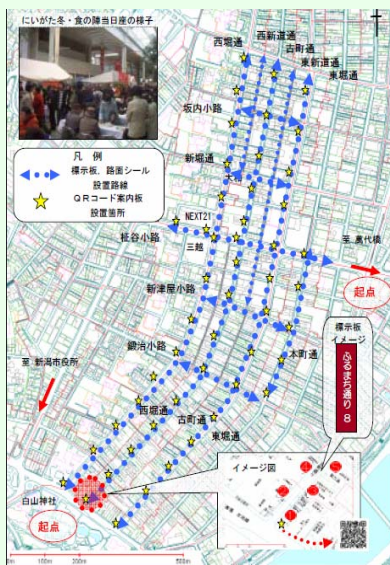 にいがた冬・食の陣当日座の様子
西堀通
西新道通
古町通
東新道通
東堀通
坂内小路
凡 例
標示板、路面シール
設置路線
QRコード案内板
設置箇所
新堀通
NEXT21
柾谷小路
三越
至 萬代橋
起点
新津屋小路
標示板
イメージ
ふるまち通り 8
鍛冶小路
本町通
至 新潟市役所
西堀通
古町通
東堀通
イメージ図
白山神社
起点
0m
100m
200m
500m